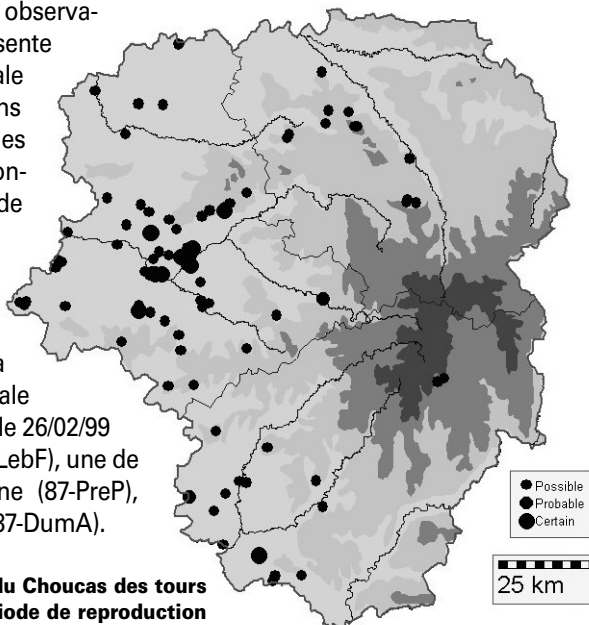 observa-
sente
ale
ns
es
on-
de
a
ale
le 26/02/99
LebF), une de
ne (87-PreP),
37-DumA).
du Choucas des tours
iode de reproduction
Possible
Probable
Certain
25 km